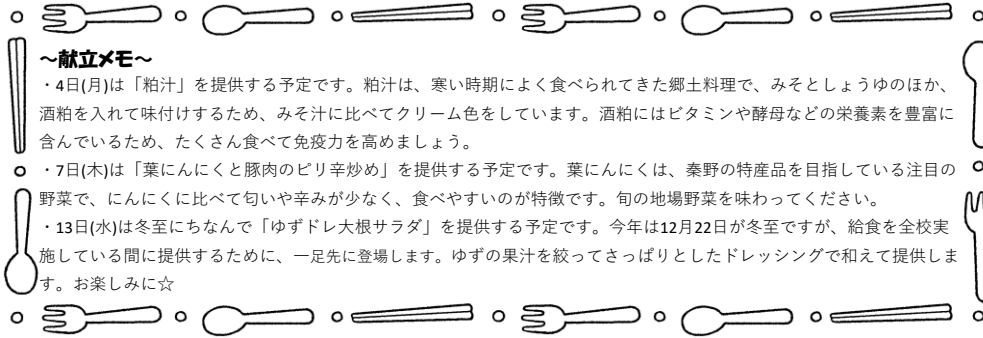 ～献立メモ～
・4日(月)は「粕汁」を提供する予定です。粕汁は、寒い時期によく食べられてきた郷土料理で、みそとしょうゆのほか、
酒粕を入れて味付けするため、みそ汁に比べてクリーム色をしています。酒粕にはビタミンや酵母などの栄養素を豊富に
含んでいるため、たくさん食べて免疫力を高めましょう。
・7日(木)は「葉にんにくと豚肉のピリ辛炒め」を提供する予定です。葉にんにくは、秦野の特産品を目指している注目の
野菜で、にんにくに比べて匂いや辛みが少なく、食べやすいのが特徴です。旬の地場野菜を味わってください。
・13日(水)は冬至にちなんで「ゆずドレ大根サラダ」を提供する予定です。今年は12月22日が冬至ですが、給食を全校実
施している間に提供するために、一足先に登場します。ゆずの果汁を絞ってさっぱりとしたドレッシングで和えて提供しま
す。お楽しみに☆